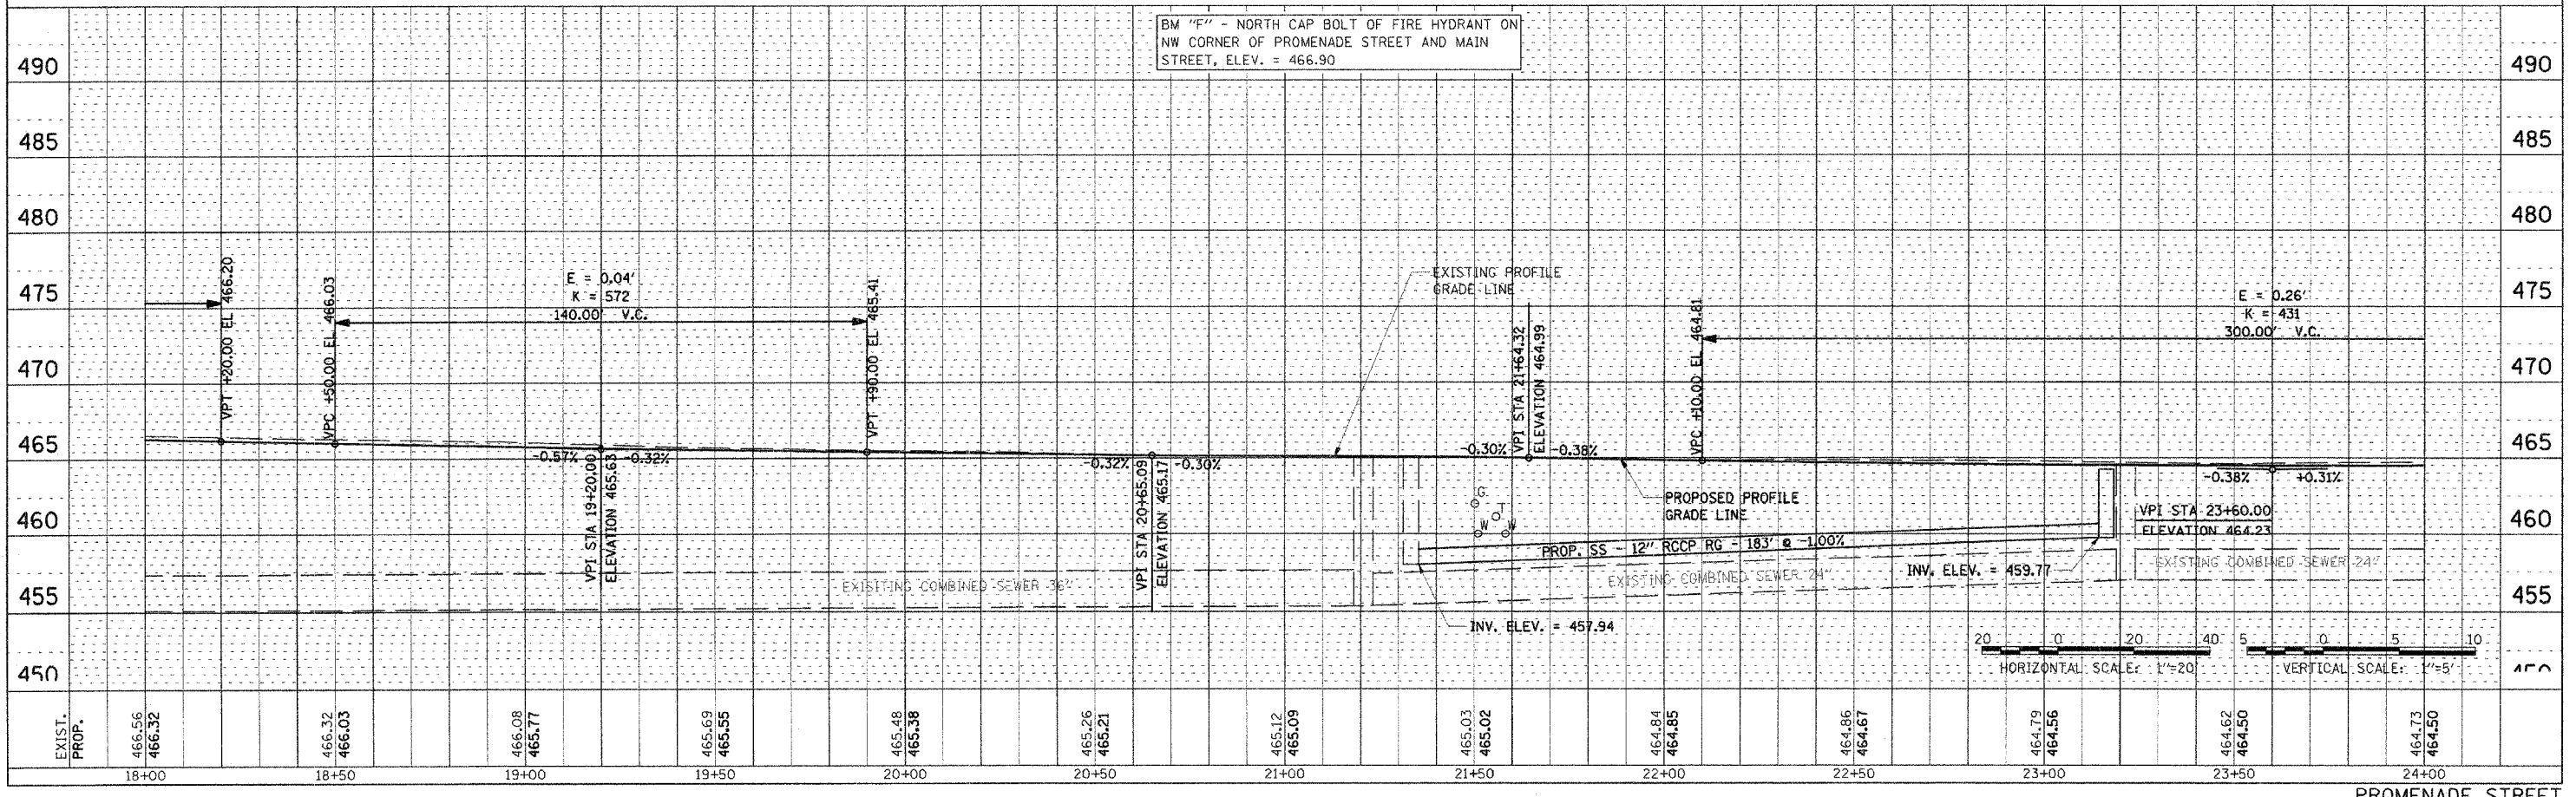 BM "F" - NORTH CAP BOLT OF FIRE HYDRANT ON
NW CORNER OF PROMENADE STREET AND MAIN
STREET, ELEV. = 466.90
490
490
485
485
480
480
475
475
470
470
465
465
460
460
455
455
450
VPT +20.00 EL 466.20
VPC +50.00 EL 466.03
E = 0.04'
K = 572
140.00' V.C.
VPT +90.00 EL 465.41
EXISTING PROFILE
GRADE LINE
VPI STA 21+64.32
ELEVATION 464.99
VPC +10.00 EL 464.81
E = 0.26'
K = 431
300.00' V.C.
-0.57%
-0.32%
VPI STA 19+20.00
ELEVATION 465.63
-0.32%
-0.30%
VPI STA 20+65.09
ELEVATION 465.17
-0.30%
-0.38%
PROPOSED PROFILE
GRADE LINE
-0.38%
+0.31%
VPI STA 23+60.00
ELEVATION 464.23
G
T
W
W
PROP. SS - 12" RCCP RG - 183' @ -1.00%
EXISITING COMBINED SEWER 36"
EXISTING COMBINED SEWER 24"
INV. ELEV. = 459.77
EXISTING COMBINED SEWER 24"
INV. ELEV. = 457.94
20 0 20 40
HORIZONTAL SCALE: 1"=20'
5 0 5 10
VERTICAL SCALE: 1"=5'
EXIST.
PROP.
466.56
466.32
466.32
466.03
466.08
465.77
465.69
465.55
465.48
465.38
465.26
465.21
465.12
465.09
465.03
465.02
464.84
464.85
464.86
464.67
464.79
464.56
464.62
464.50
464.73
464.50
18+00 18+50 19+00 19+50 20+00 20+50 21+00 21+50 22+00 22+50 23+00 23+50 24+00
PROMENADE STREET